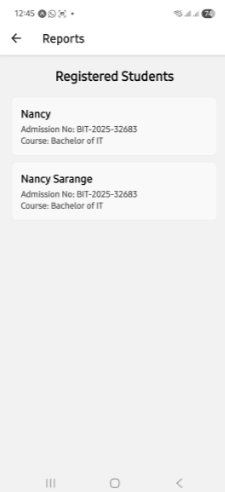 12:45
Reports
Registered Students
Nancy
Admission No: BIT-2025-32683
Course: Bachelor of IT
Nancy Sarange
Admission No: BIT-2025-32683
Course: Bachelor of IT